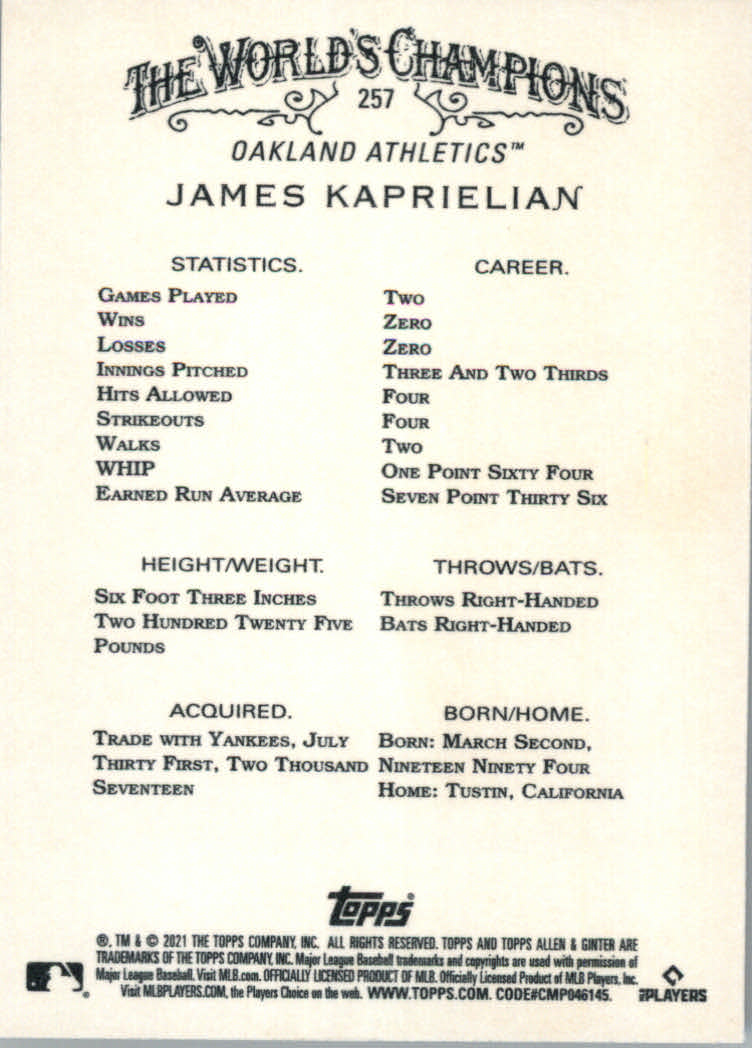 THE WORLD'S CHAMPIONS
257
OAKLAND ATHLETICS™
JAMES KAPRIELIAN
STATISTICS. CAREER.
GAMES PLAYED TWO
WINS ZERO
LOSSES ZERO
INNINGS PITCHED THREE AND TWO THIRDS
HITS ALLOWED FOUR
STRIKEOUTS FOUR
WALKS TWO
WHIP ONE POINT SIXTY FOUR
EARNED RUN AVERAGE SEVEN POINT THIRTY SIX
HEIGHT/WEIGHT.
SIX FOOT THREE INCHES
TWO HUNDRED TWENTY FIVE
POUNDS
THROWS/BATS.
THROWS RIGHT-HANDED
BATS RIGHT-HANDED
ACQUIRED.
TRADE WITH YANKEES, JULY
THIRTY FIRST, TWO THOUSAND
SEVENTEEN
BORN/HOME.
BORN: MARCH SECOND,
NINETEEN NINETY FOUR
HOME: TUSTIN, CALIFORNIA
Topps®
®, TM & © 2021 THE TOPPS COMPANY, INC. ALL RIGHTS RESERVED. TOPPS AND TOPPS ALLEN & GINTER ARE
TRADEMARKS OF THE TOPPS COMPANY, INC. Major League Baseball trademarks and copyrights are used with permission of
Major League Baseball. Visit MLB.com. OFFICIALLY LICENSED PRODUCT OF MLB. Officially Licensed Product of MLB Players, Inc.
Visit MLBPLAYERS.COM, the Players Choice on the web. WWW.TOPPS.COM. CODE#CMP046145.
MLB PLAYERS